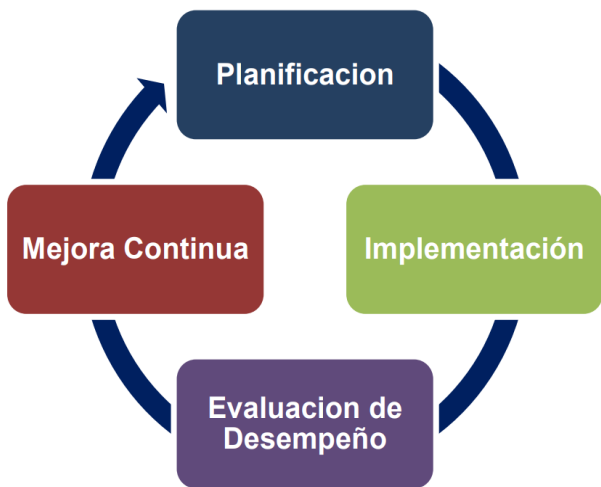 Planificacion
Implementación
Evaluacion de
Desempeño
Mejora Continua